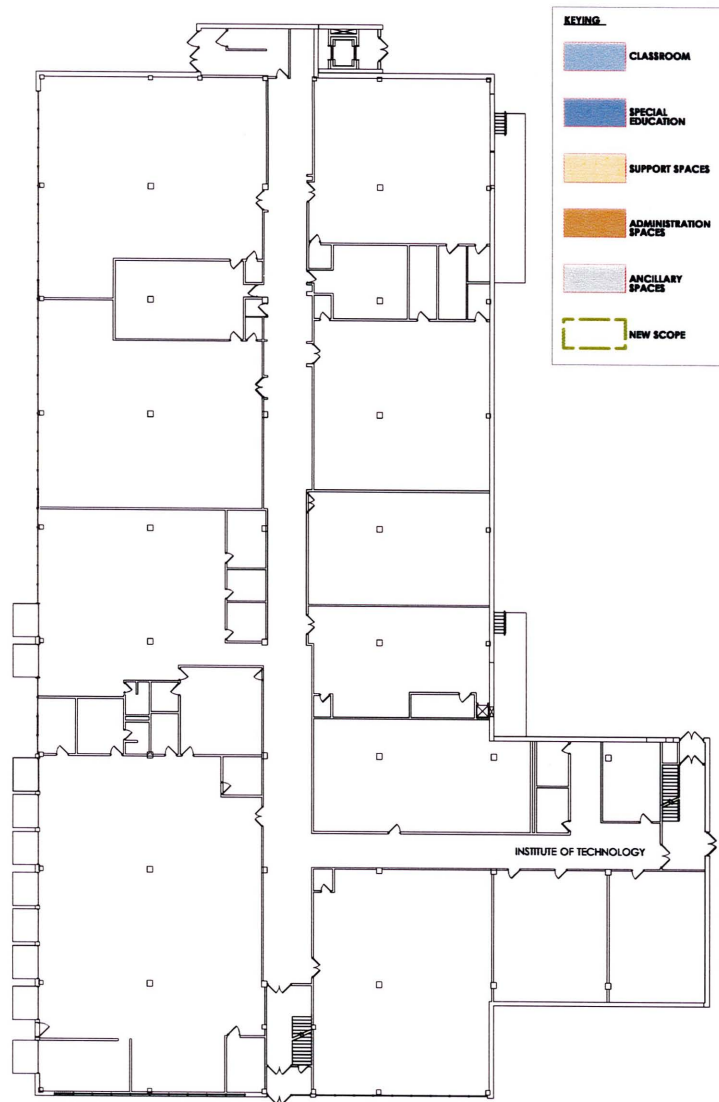 KEYING
CLASSROOM
SPECIAL
EDUCATION
SUPPORT SPACES
ADMINISTRATION
SPACES
ANCILLARY
SPACES
NEW SCOPE
INSTITUTE OF TECHNOLOGY